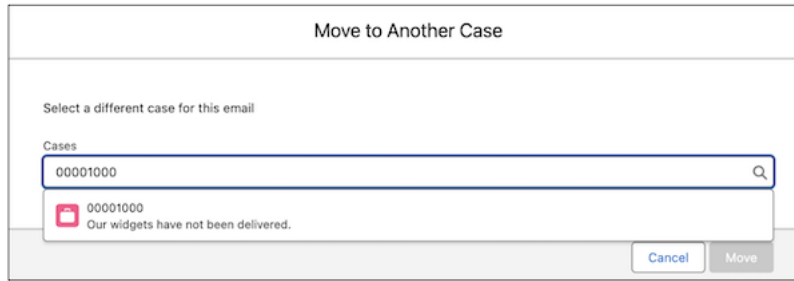 Move to Another Case
Select a different case for this email
Cases
00001000
00001000
Our widgets have not been delivered.
Cancel
Move